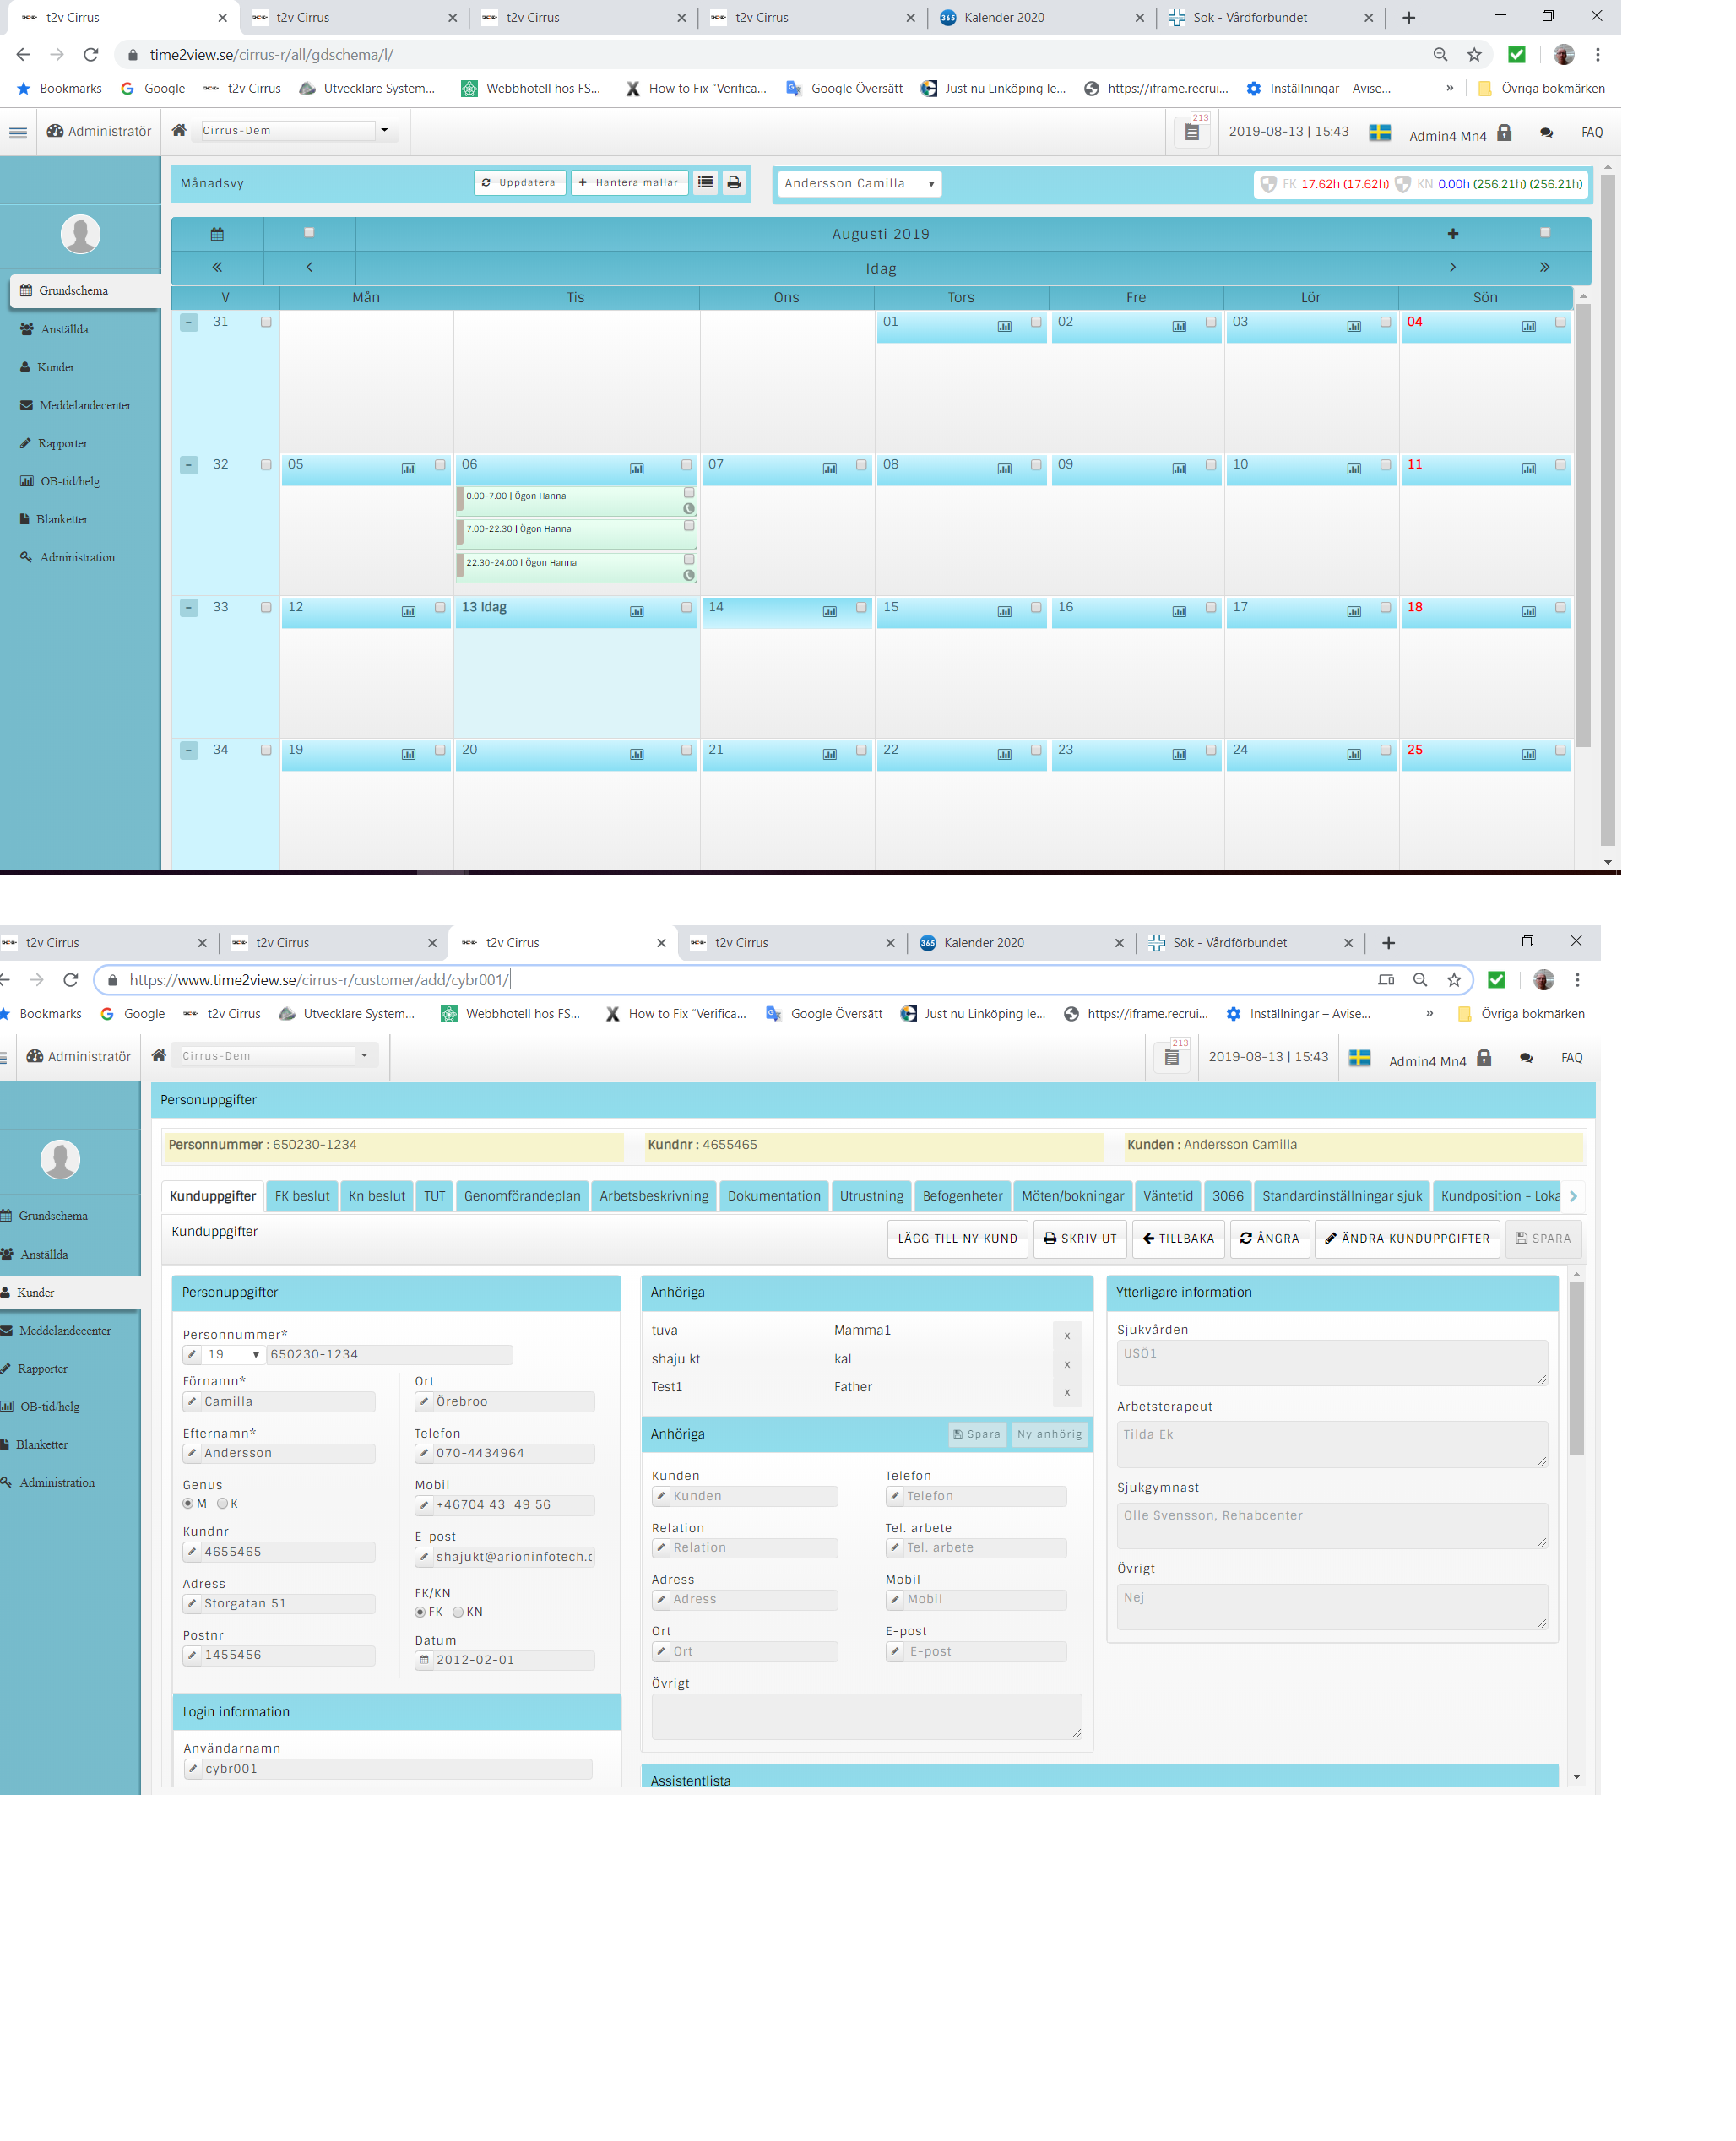 t2v Cirrus t2v Cirrus t2v Cirrus t2v Cirrus Kalender 2020 Sök - Vårdförbundet
time2view.se/cirrus-r/all/gdschema/l/
Bookmarks Google t2v Cirrus Utvecklare System... Webbhotell hos FS... How to Fix "Verifica... Google Översätt Just nu Linköping le... https://iframe.recrui... Inställningar – Avise... » Övriga bokmärken
Administratör Cirrus-Dem 213 2019-08-13 | 15:43 Admin4 Mn4 FAQ
Månadsvy Uppdatera + Hantera mallar Andersson Camilla FK 17.62h (17.62h) KN 0.00h (256.21h) (256.21h)
Augusti 2019
Idag
Grundschema
Anställda
Kunder
Meddelandecenter
Rapporter
OB-tid/helg
Blanketter
Administration
V Mån Tis Ons Tors Fre Lör Sön
31 01 02 03 04
32 05 06 07 08 09 10 11
0.00-7.00 | Ögon Hanna
7.00-22.30 | Ögon Hanna
22.30-24.00 | Ögon Hanna
33 12 13 Idag 14 15 16 17 18
34 19 20 21 22 23 24 25
t2v Cirrus t2v Cirrus t2v Cirrus t2v Cirrus Kalender 2020 Sök - Vårdförbundet
https://www.time2view.se/cirrus-r/customer/add/cybr001/
Bookmarks Google t2v Cirrus Utvecklare System... Webbhotell hos FS... How to Fix "Verifica... Google Översätt Just nu Linköping le... https://iframe.recrui... Inställningar – Avise... » Övriga bokmärken
Administratör Cirrus-Dem 213 2019-08-13 | 15:43 Admin4 Mn4 FAQ
Grundschema
Anställda
Kunder
Meddelandecenter
Rapporter
OB-tid/helg
Blanketter
Administration
Personuppgifter
Personnummer : 650230-1234 Kundnr : 4655465 Kunden : Andersson Camilla
Kunduppgifter FK beslut Kn beslut TUT Genomförandeplan Arbetsbeskrivning Dokumentation Utrustning Befogenheter Möten/bokningar Väntetid 3066 Standardinställningar sjuk Kundposition - Loka
Kunduppgifter LÄGG TILL NY KUND SKRIV UT TILLBAKA ÅNGRA ÄNDRA KUNDUPPGIFTER SPARA
Personuppgifter
Personnummer*
19 650230-1234
Förnamn* Ort
Camilla Örebroo
Efternamn* Telefon
Andersson 070-4434964
Genus Mobil
M K +46704 43 49 56
Kundnr E-post
4655465 shajukt@arioninfotech.c
Adress FK/KN
Storgatan 51 FK KN
Postnr Datum
1455456 2012-02-01
Login information
Användarnamn
cybr001
Anhöriga
tuva Mamma1 x
shaju kt kal x
Test1 Father x
Anhöriga Spara Ny anhörig
Kunden Telefon
Kunden Telefon
Relation Tel. arbete
Relation Tel. arbete
Adress Mobil
Adress Mobil
Ort E-post
Ort E-post
Övrigt
Assistentlista
Ytterligare information
Sjukvården
USÖ1
Arbetsterapeut
Tilda Ek
Sjukgymnast
Olle Svensson, Rehabcenter
Övrigt
Nej